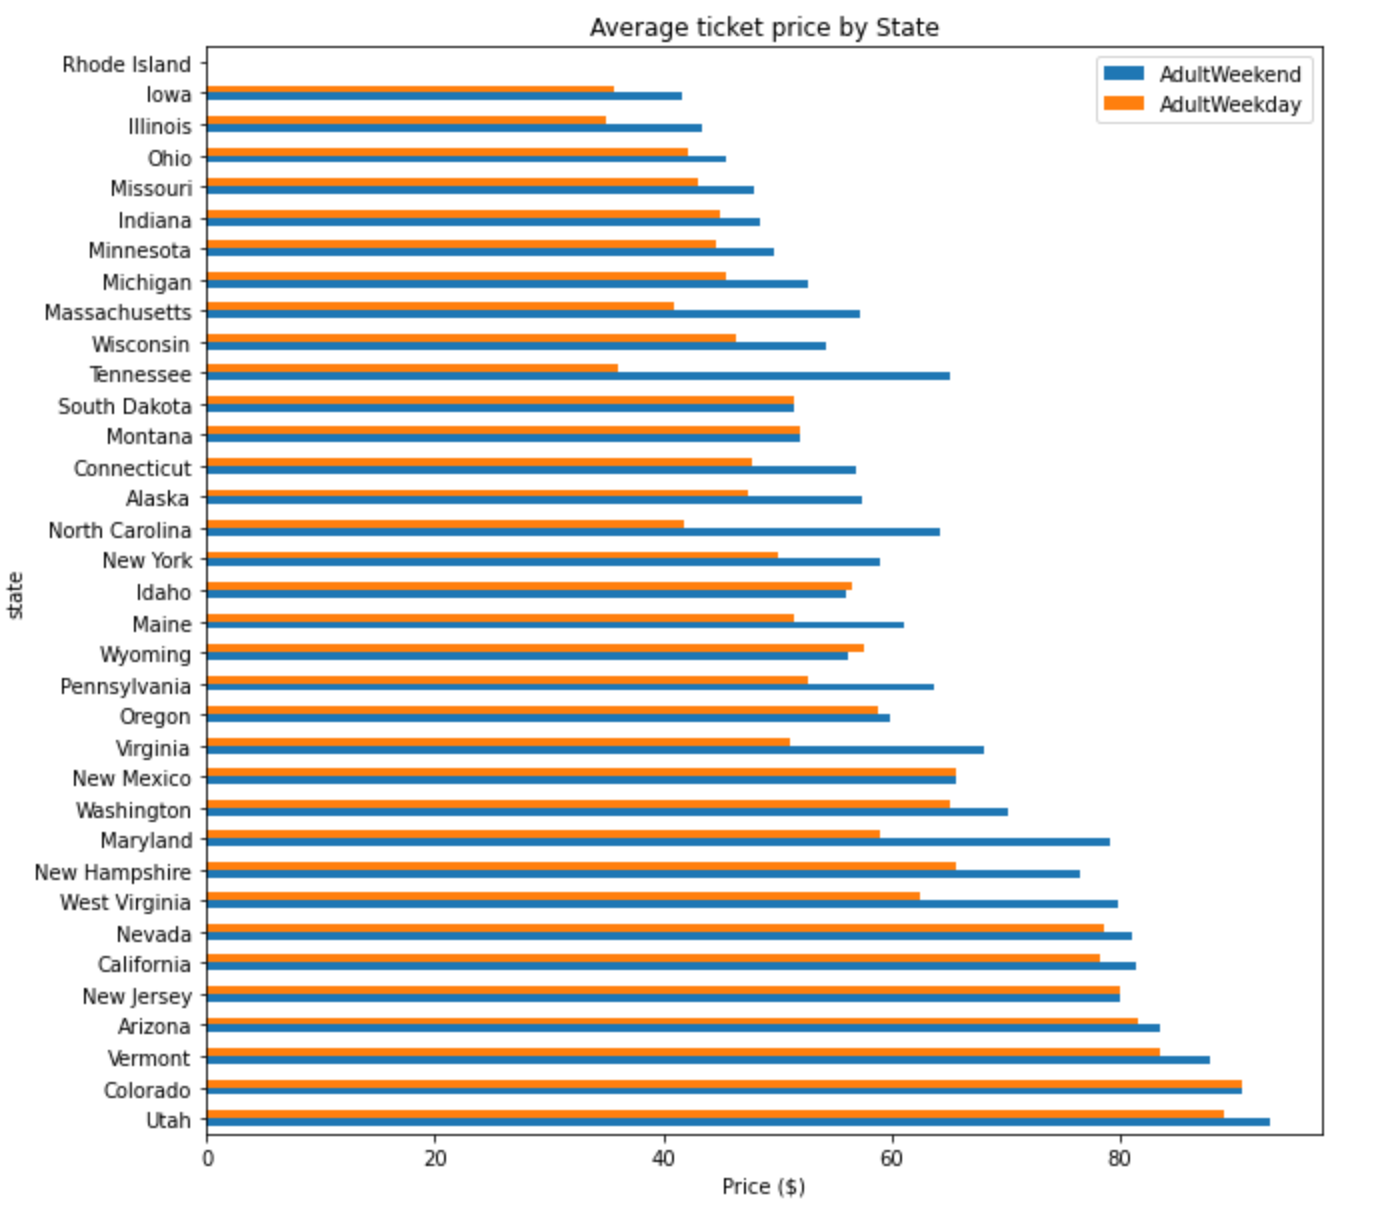 Average ticket price by State
AdultWeekend
AdultWeekday
Rhode Island
Iowa
Illinois
Ohio
Missouri
Indiana
Minnesota
Michigan
Massachusetts
Wisconsin
Tennessee
South Dakota
Montana
Connecticut
Alaska
North Carolina
New York
Idaho
Maine
Wyoming
Pennsylvania
Oregon
Virginia
New Mexico
Washington
Maryland
New Hampshire
West Virginia
Nevada
California
New Jersey
Arizona
Vermont
Colorado
Utah
state
0 20 40 60 80
Price ($)